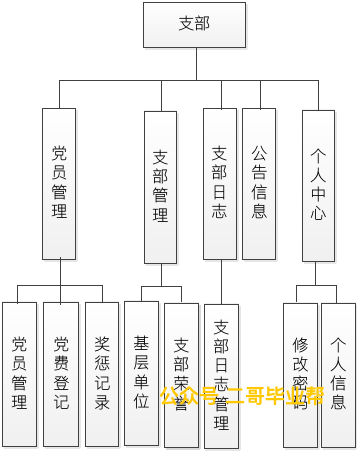 支部
党员管理
支部管理
支部日志
公告信息
个人中心
党员管理
党费登记
奖惩记录
基层单位
支部荣誉
支部日志管理
修改密码
个人信息
公众号:二哥毕业帮